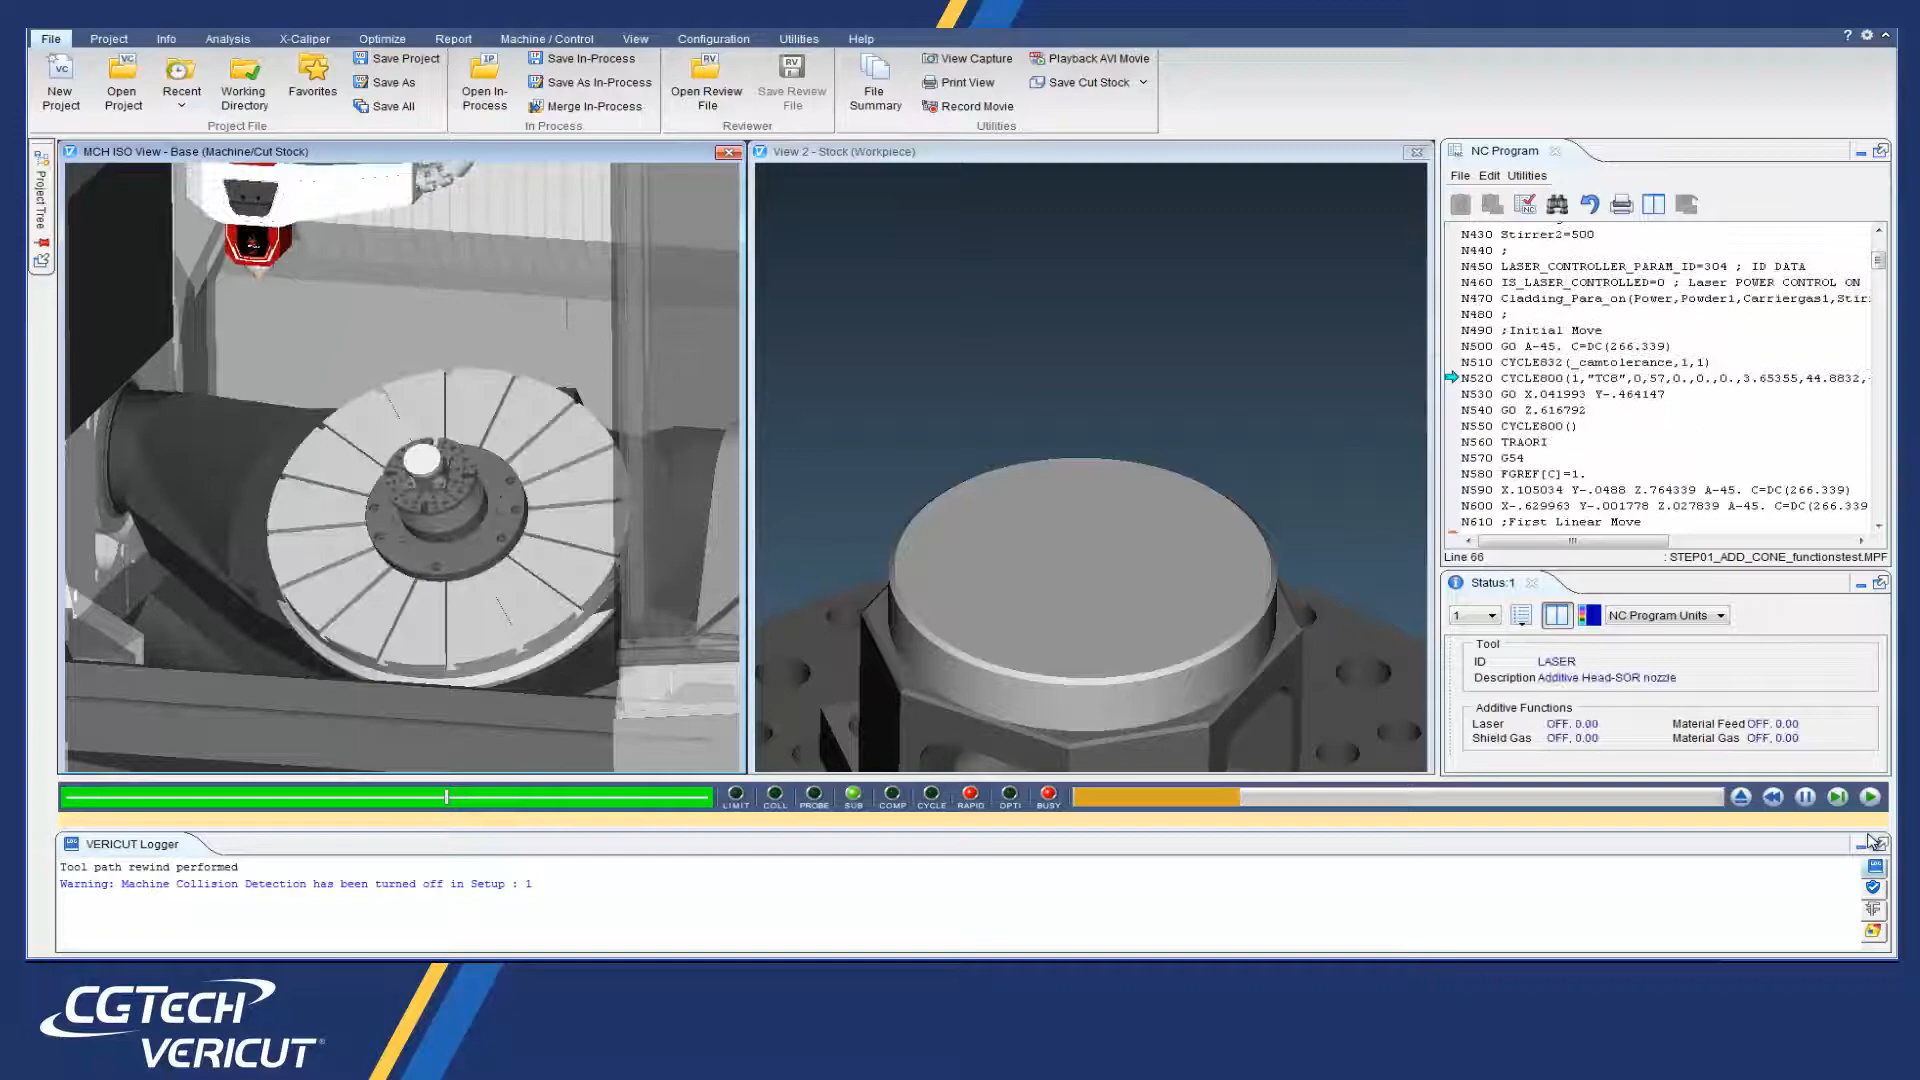 File Project Info Analysis X-Caliper Optimize Report Machine / Control View Configuration Utilities Help
New Project
Open Project
Recent
Working Directory
Favorites
Save Project
Save As
Save All
Project File
Open In-Process
Save In-Process
Save As In-Process
Merge In-Process
In Process
Open Review File
Save Review File
Reviewer
File Summary
View Capture
Print View
Record Movie
Playback AVI Movie
Save Cut Stock
Utilities
Project Tree
MCH ISO View - Base (Machine/Cut Stock)
View 2 - Stock (Workpiece)
NC Program
File Edit Utilities
N430 Stirrer2=500
N440 ;
N450 LASER_CONTROLLER_PARAM_ID=304 ; ID DATA
N460 IS_LASER_CONTROLLED=0 ; Laser POWER CONTROL ON
N470 Cladding_Para_on(Power,Powder1,Carriergas1,Stir
N480 ;
N490 ;Initial Move
N500 G0 A-45. C=DC(266.339)
N510 CYCLE832(_camtolerance,1,1)
N520 CYCLE800(1,"TC8",0,57,0.,0.,0.,3.65355,44.8832,
N530 G0 X.041993 Y-.464147
N540 G0 Z.616792
N550 CYCLE800()
N560 TRAORI
N570 G54
N580 FGREF[C]=1.
N590 X.105034 Y-.0488 Z.764339 A-45. C=DC(266.339)
N600 X-.629963 Y-.001778 Z.027839 A-45. C=DC(266.339
N610 ;First Linear Move
Line 66 : STEP01_ADD_CONE_functionstest.MPF
Status:1
1 NC Program Units
Tool
ID LASER
Description Additive Head-SOR nozzle
Additive Functions
Laser OFF, 0.00 Material Feed OFF, 0.00
Shield Gas OFF, 0.00 Material Gas OFF, 0.00
LIMIT COLL PROBE SUB COMP CYCLE RAPID OPTI BUSY
VERICUT Logger
Tool path rewind performed
Warning: Machine Collision Detection has been turned off in Setup : 1
CGTECH
VERICUT